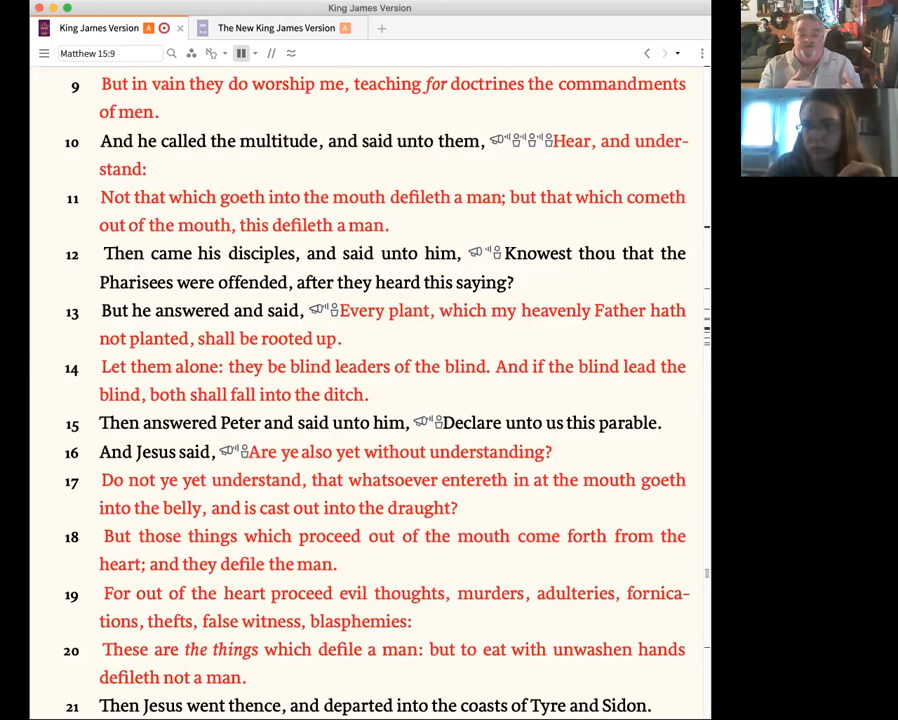 King James Version
King James Version A
The New King James Version A
Matthew 15:9
9 But in vain they do worship me, teaching for doctrines the commandments
of men.
10 And he called the multitude, and said unto them, Hear, and under-
stand:
11 Not that which goeth into the mouth defileth a man; but that which cometh
out of the mouth, this defileth a man.
12 Then came his disciples, and said unto him, Knowest thou that the
Pharisees were offended, after they heard this saying?
13 But he answered and said, Every plant, which my heavenly Father hath
not planted, shall be rooted up.
14 Let them alone: they be blind leaders of the blind. And if the blind lead the
blind, both shall fall into the ditch.
15 Then answered Peter and said unto him, Declare unto us this parable.
16 And Jesus said, Are ye also yet without understanding?
17 Do not ye yet understand, that whatsoever entereth in at the mouth goeth
into the belly, and is cast out into the draught?
18 But those things which proceed out of the mouth come forth from the
heart; and they defile the man.
19 For out of the heart proceed evil thoughts, murders, adulteries, fornica-
tions, thefts, false witness, blasphemies:
20 These are the things which defile a man: but to eat with unwashen hands
defileth not a man.
21 Then Jesus went thence, and departed into the coasts of Tyre and Sidon.